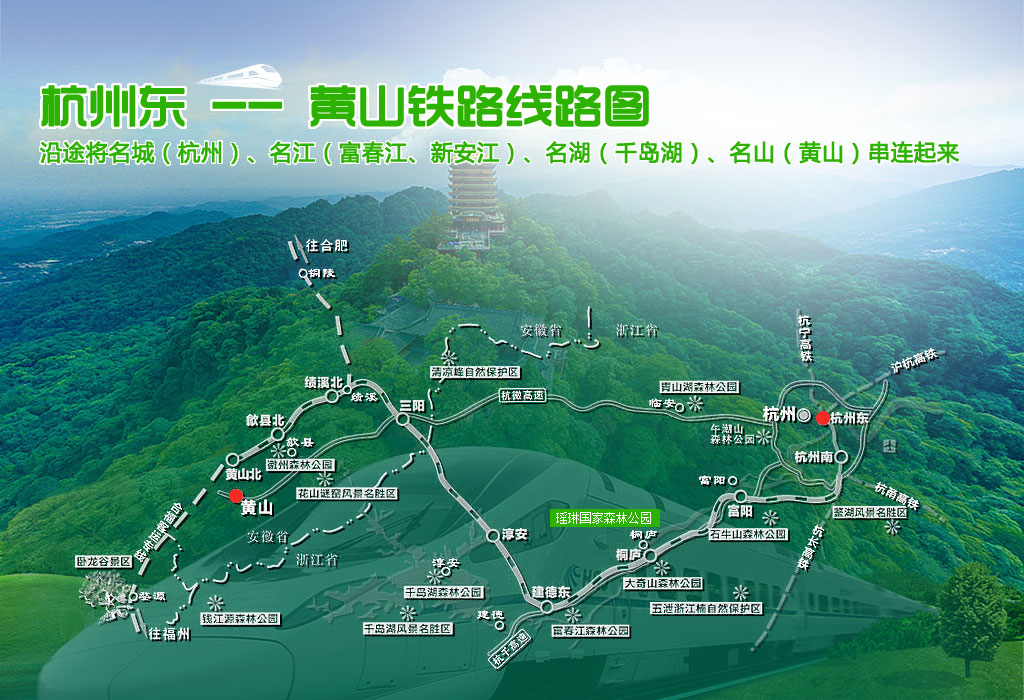 杭州东 —— 黄山铁路线路图
沿途将名城（杭州）、名江（富春江、新安江）、名湖（千岛湖）、名山（黄山）串连起来
往合肥
铜陵
安徽省
浙江省
杭宁高铁
沪杭高铁
清凉峰自然保护区
绩溪北
绩溪
杭徽高速
青山湖森林公园
临安
三阳
杭州
杭州东
歙县北
歙县
午潮山
森林公园
杭州南
黄山北
徽州森林公园
花山谜窟风景名胜区
黄山
富阳
富阳
杭甬高铁
鉴湖风景名胜区
瑶琳国家森林公园
石牛山森林公园
杭长高铁
安徽省
浙江省
淳安
桐庐
桐庐
卧龙谷景区
淳安
千岛湖森林公园
大奇山森林公园
婺源
建德东
五泄浙江楠自然保护区
钱江源森林公园
建德
千岛湖风景名胜区
富春江森林公园
往福州
杭千高速